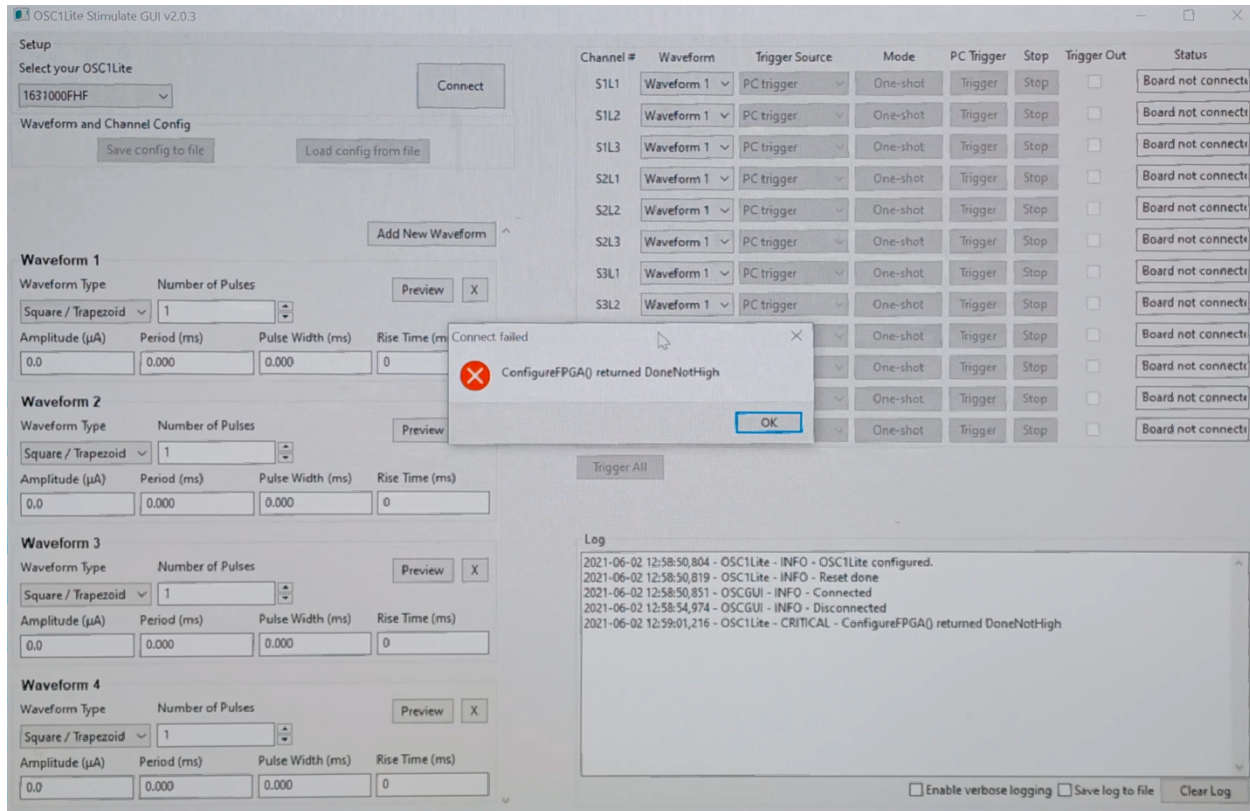 OSC1Lite Stimulate GUI v2.0.3
Setup
Select your OSC1Lite
1631000FHF
Connect
Waveform and Channel Config
Save config to file Load config from file
Add New Waveform
Waveform 1
Waveform Type Number of Pulses
Preview X
Square / Trapezoid 1
Amplitude (µA) Period (ms) Pulse Width (ms) Rise Time (m
0.0 0.000 0.000 0
Waveform 2
Waveform Type Number of Pulses
Preview
Square / Trapezoid 1
Amplitude (µA) Period (ms) Pulse Width (ms) Rise Time (ms)
0.0 0.000 0.000 0
Waveform 3
Waveform Type Number of Pulses
Preview X
Square / Trapezoid 1
Amplitude (µA) Period (ms) Pulse Width (ms) Rise Time (ms)
0.0 0.000 0.000 0
Waveform 4
Waveform Type Number of Pulses
Preview X
Square / Trapezoid 1
Amplitude (µA) Period (ms) Pulse Width (ms) Rise Time (ms)
0.0 0.000 0.000 0
Channel # Waveform Trigger Source Mode PC Trigger Stop Trigger Out Status
S1L1 Waveform 1 PC trigger One-shot Trigger Stop Board not connecte
S1L2 Waveform 1 PC trigger One-shot Trigger Stop Board not connecte
S1L3 Waveform 1 PC trigger One-shot Trigger Stop Board not connecte
S2L1 Waveform 1 PC trigger One-shot Trigger Stop Board not connecte
S2L2 Waveform 1 PC trigger One-shot Trigger Stop Board not connecte
S2L3 Waveform 1 PC trigger One-shot Trigger Stop Board not connecte
S3L1 Waveform 1 PC trigger One-shot Trigger Stop Board not connecte
S3L2 Waveform 1 PC trigger One-shot Trigger Stop Board not connecte
One-shot Trigger Stop Board not connecte
One-shot Trigger Stop Board not connecte
One-shot Trigger Stop Board not connecte
One-shot Trigger Stop Board not connecte
Connect failed
ConfigureFPGA() returned DoneNotHigh
OK
Trigger All
Log
2021-06-02 12:58:50,804 - OSC1Lite - INFO - OSC1Lite configured.
2021-06-02 12:58:50,819 - OSC1Lite - INFO - Reset done
2021-06-02 12:58:50,851 - OSCGUI - INFO - Connected
2021-06-02 12:58:54,974 - OSCGUI - INFO - Disconnected
2021-06-02 12:59:01,216 - OSC1Lite - CRITICAL - ConfigureFPGA() returned DoneNotHigh
Enable verbose logging Save log to file Clear Log